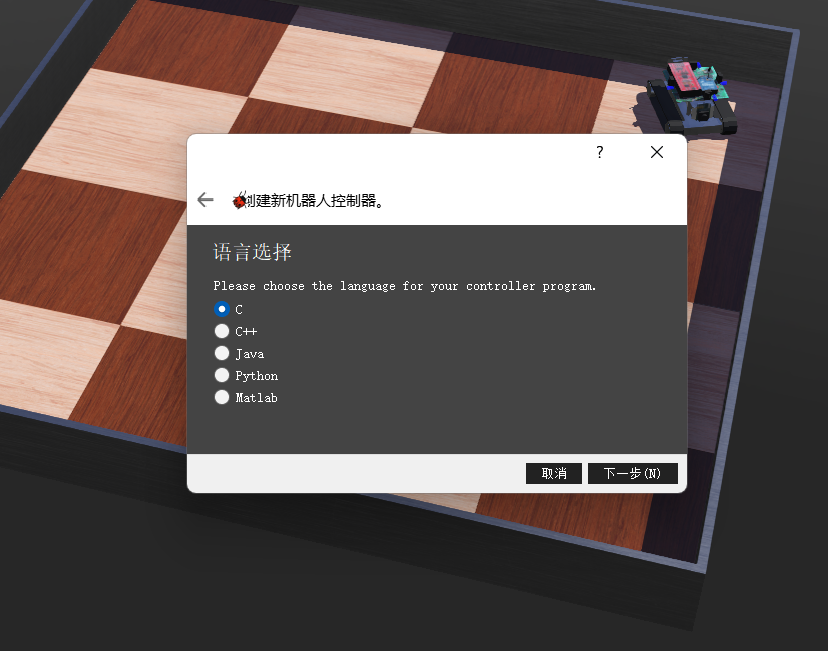 ?
创建新机器人控制器。
语言选择
Please choose the language for your controller program.
C
C++
Java
Python
Matlab
取消
下一步(N)